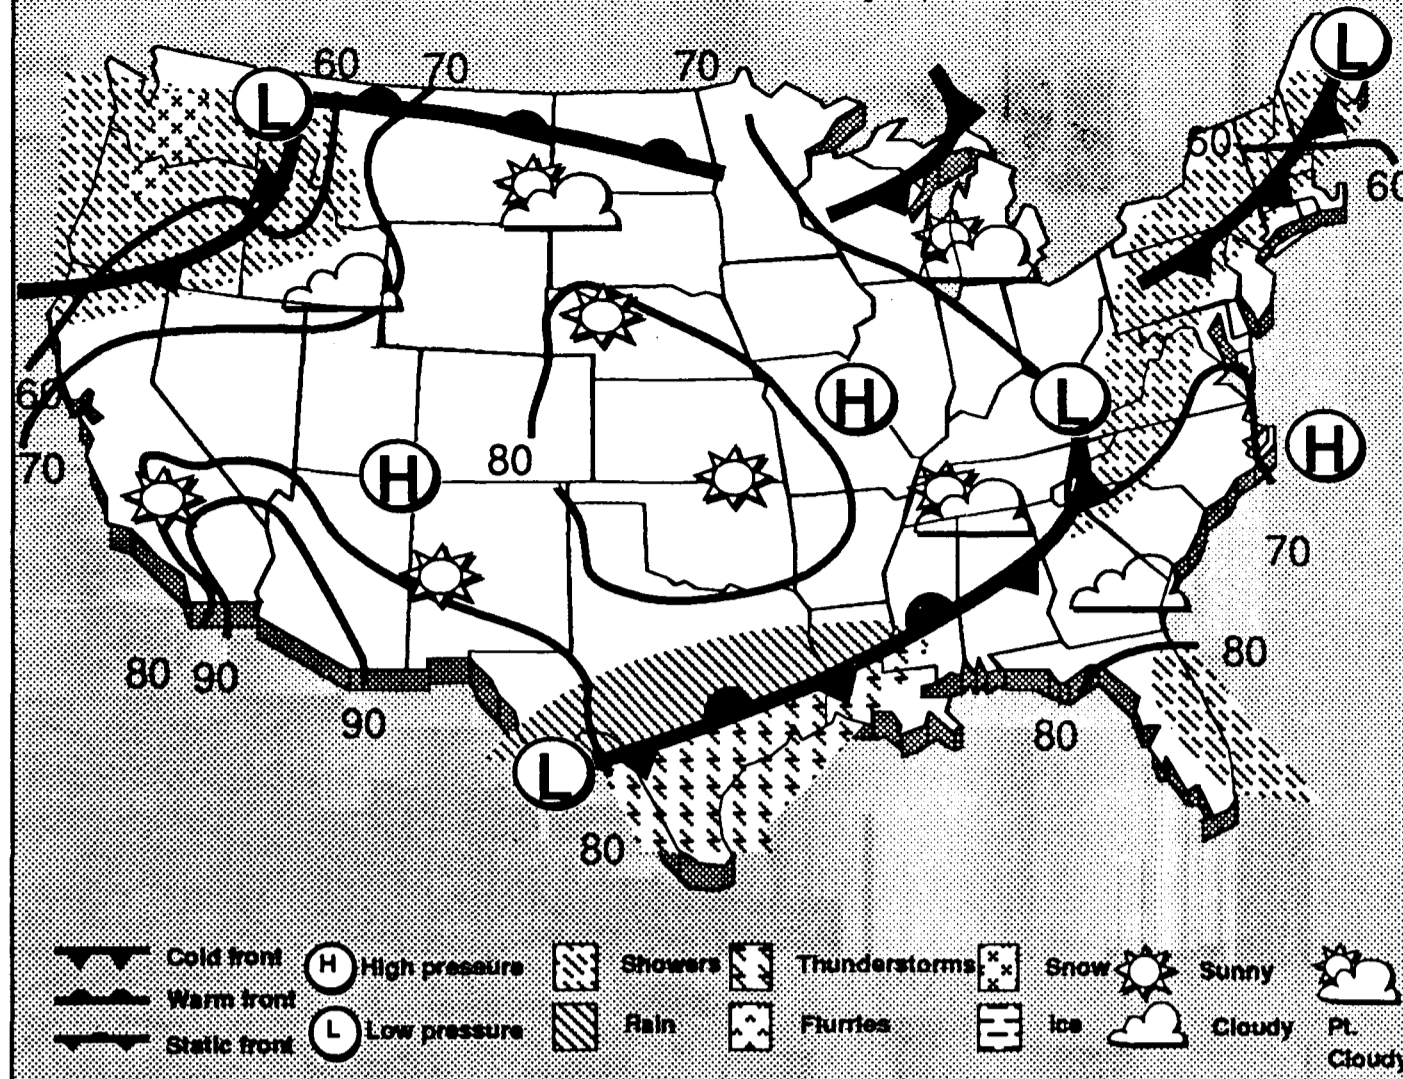 L
60 70 70
L
60
60
60
H L
H
70
80
H
70
80
80 90
90
80
L
80
Cold front H High pressure Showers Thunderstorms Snow Sunny
Warm front
Static front L Low pressure Rain Flurries Ice Cloudy Pt.
Cloudy